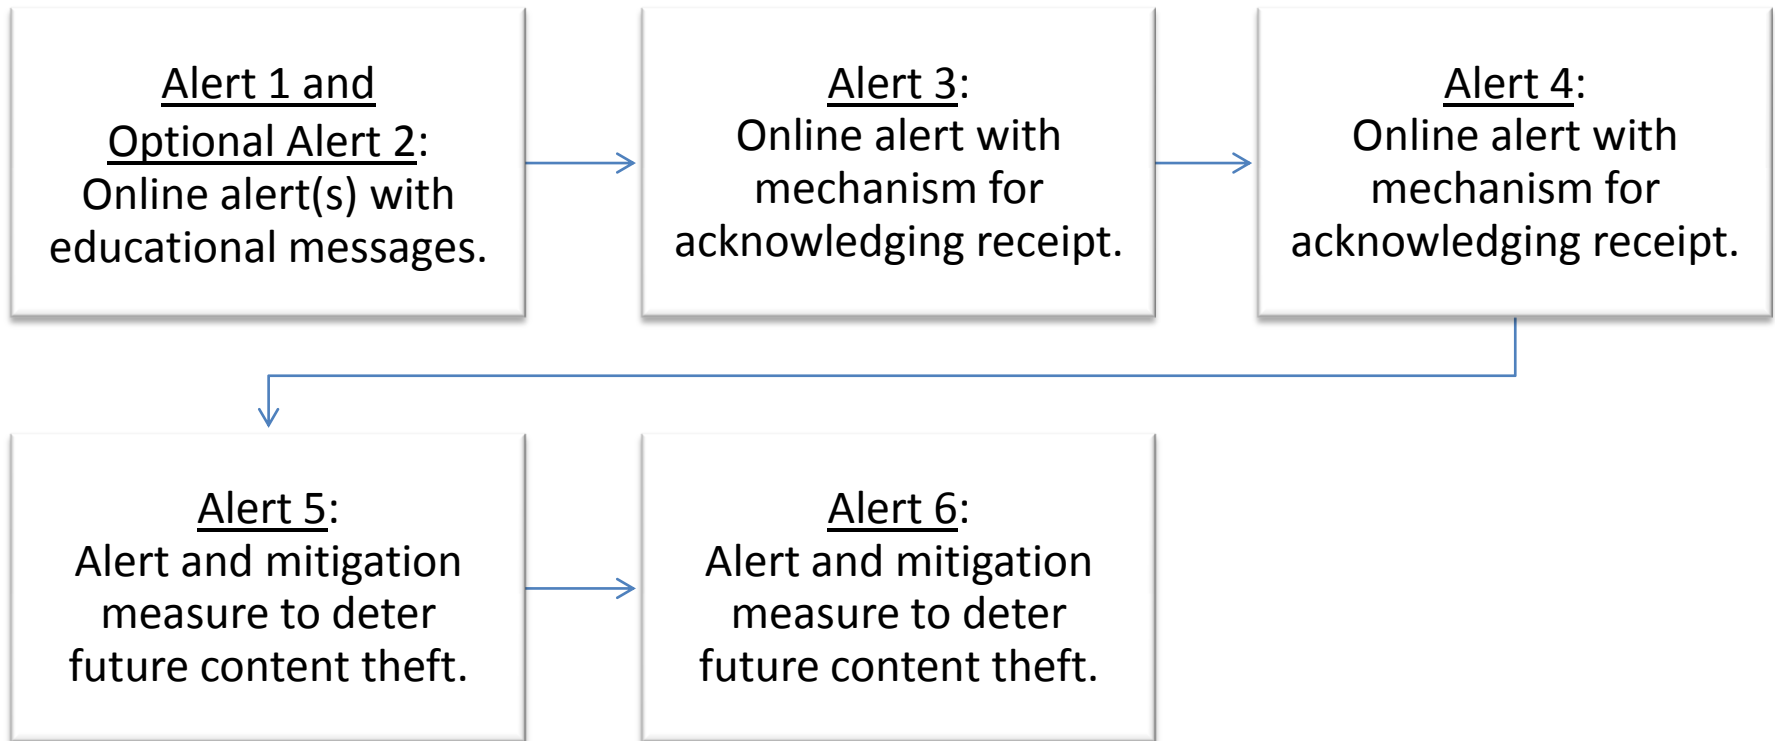 Alert 1 and
Optional Alert 2:
Online alert(s) with
educational messages.
Alert 3:
Online alert with
mechanism for
acknowledging receipt.
Alert 4:
Online alert with
mechanism for
acknowledging receipt.
Alert 5:
Alert and mitigation
measure to deter
future content theft.
Alert 6:
Alert and mitigation
measure to deter
future content theft.